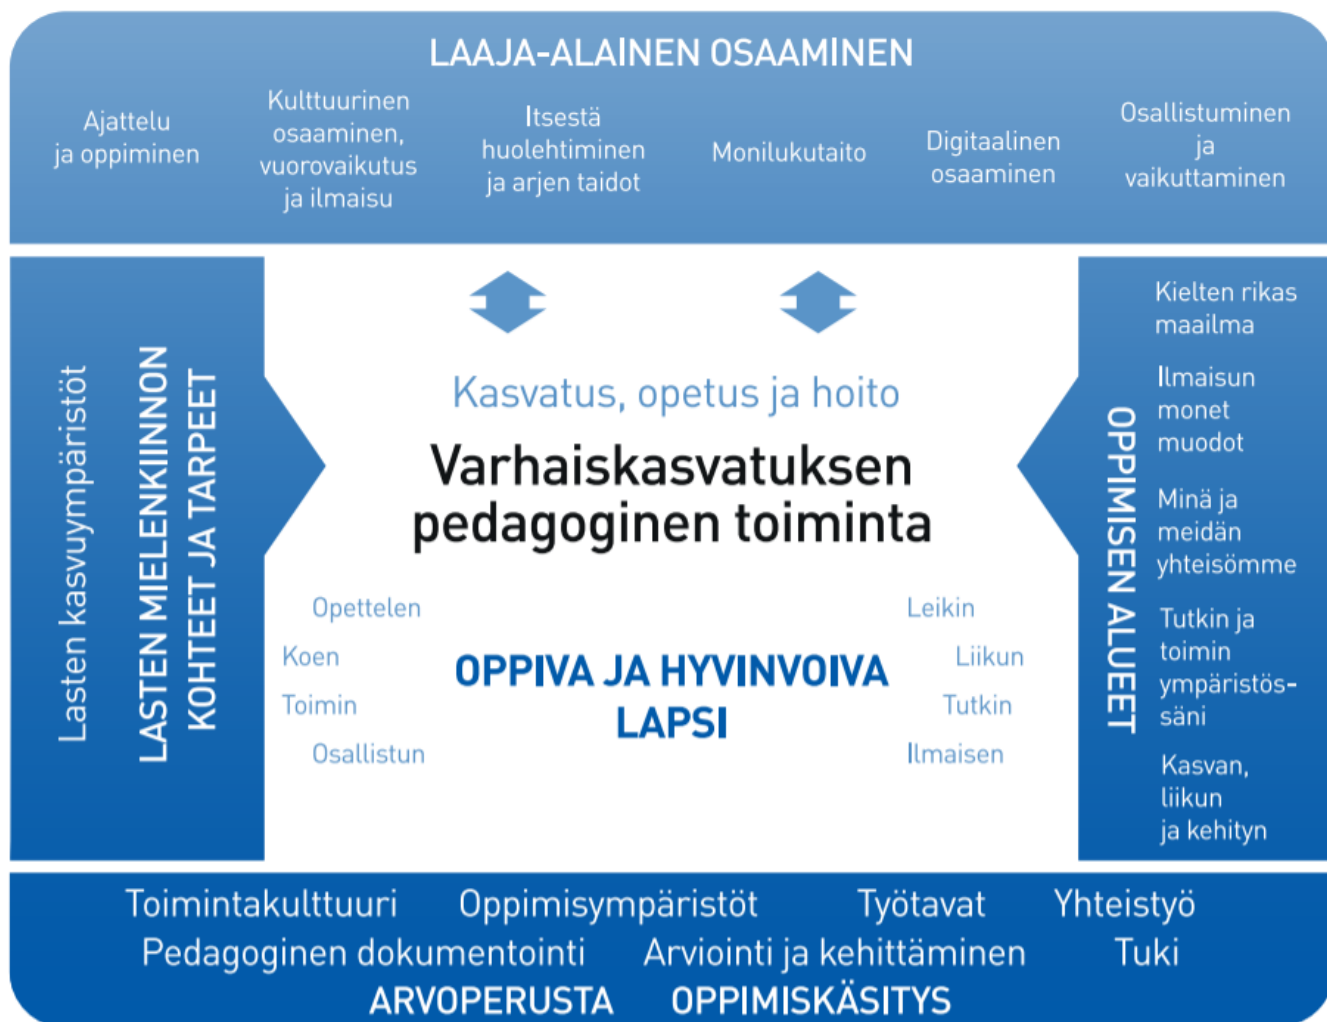 LAAJA-ALAINEN OSAAMINEN
Ajattelu
ja oppiminen
Kulttuurinen
osaaminen,
vuorovaikutus
ja ilmaisu
Itsestä
huolehtiminen
ja arjen taidot
Monilukutaito
Digitaalinen
osaaminen
Osallistuminen
ja
vaikuttaminen
Lasten kasvuympäristöt
LASTEN MIELENKIINNON
KOHTEET JA TARPEET
Kasvatus, opetus ja hoito
Varhaiskasvatuksen
pedagoginen toiminta
Opettelen
Koen
Toimin
Osallistun
OPPIVA JA HYVINVOIVA
LAPSI
Leikin
Liikun
Tutkin
Ilmaisen
OPPIMISEN ALUEET
Kielten rikas
maailma
Ilmaisun
monet
muodot
Minä ja
meidän
yhteisömme
Tutkin ja
toimin
ympäristös-
säni
Kasvan,
liikun
ja kehityn
Toimintakulttuuri Oppimisympäristöt Työtavat Yhteistyö
Pedagoginen dokumentointi Arviointi ja kehittäminen Tuki
ARVOPERUSTA OPPIMISKÄSITYS